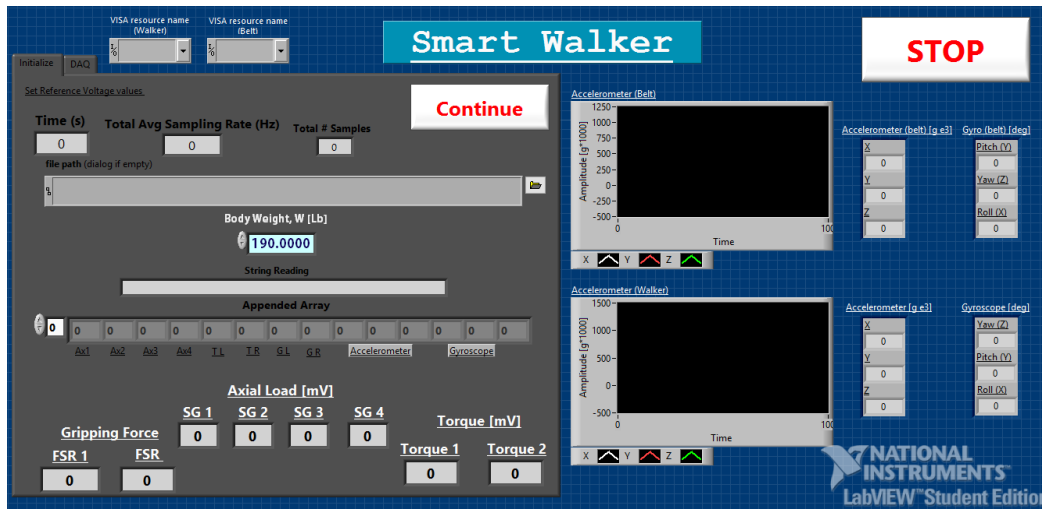 VISA resource name
(Walker)
VISA resource name
(Belt)
Smart Walker
STOP
Initialize
DAQ
Set Reference Voltage values
Continue
Time (s)
Total Avg Sampling Rate (Hz)
Total # Samples
0
0
0
file path (dialog if empty)
Body Weight, W [Lb]
190.0000
String Reading
Appended Array
0
0 0 0 0 0 0 0 0 0 0 0 0 0 0
Ax1 Ax2 Ax3 Ax4 T L T R G L G R Accelerometer Gyroscope
Axial Load [mV]
SG 1 SG 2 SG 3 SG 4
0 0 0 0
Gripping Force
FSR 1 FSR
0 0
Torque [mV]
Torque 1 Torque 2
0 0
Accelerometer (Belt)
Amplitude [g*1000]
1250
1000
750
500
250
0
-250
-500
0 100
Time
X Y Z
Accelerometer (belt) [g e3]
X
0
Y
0
Z
0
Gyro (belt) [deg]
Pitch (Y)
0
Yaw (Z)
0
Roll (X)
0
Accelerometer (Walker)
Amplitude [g*1000]
1500
1000
500
0
-500
0 100
Time
X Y Z
Accelerometer [g e3]
X
0
Y
0
Z
0
Gyroscope [deg]
Yaw (Z)
0
Pitch (Y)
0
Roll (X)
0
NATIONAL
INSTRUMENTS™
LabVIEW™ Student Edition